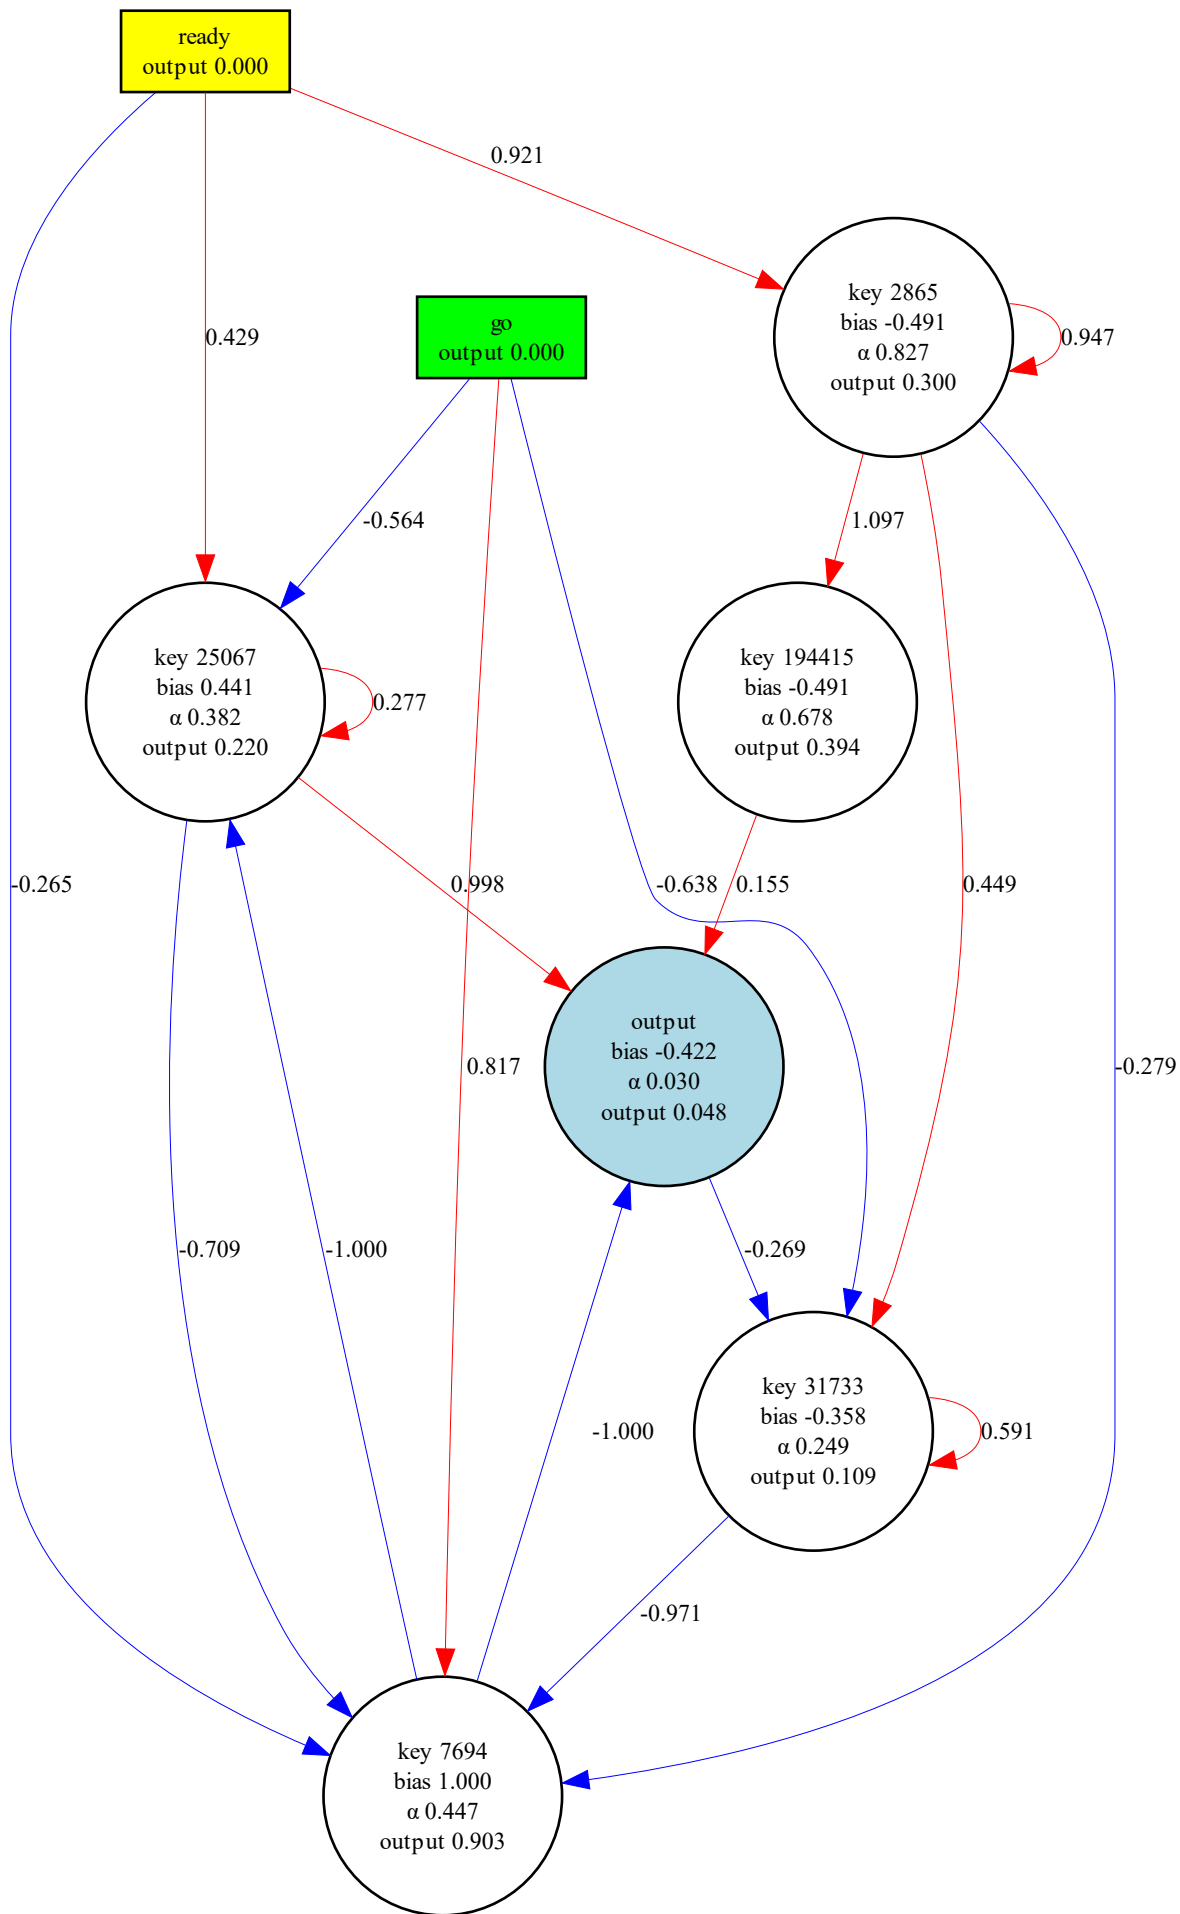 ready
output 0.000
0.921
go
output 0.000
key 2865
bias -0.491
α 0.827
output 0.300
0.429
0.947
-0.564
1.097
key 25067
bias 0.441
α 0.382
output 0.220
0.277
key 194415
bias -0.491
α 0.678
output 0.394
-0.265
0.998
-0.638
0.155
0.449
output
bias -0.422
α 0.030
output 0.048
0.817
-0.279
-0.709
-1.000
-0.269
key 31733
bias -0.358
α 0.249
output 0.109
-1.000
0.591
-0.971
key 7694
bias 1.000
α 0.447
output 0.903